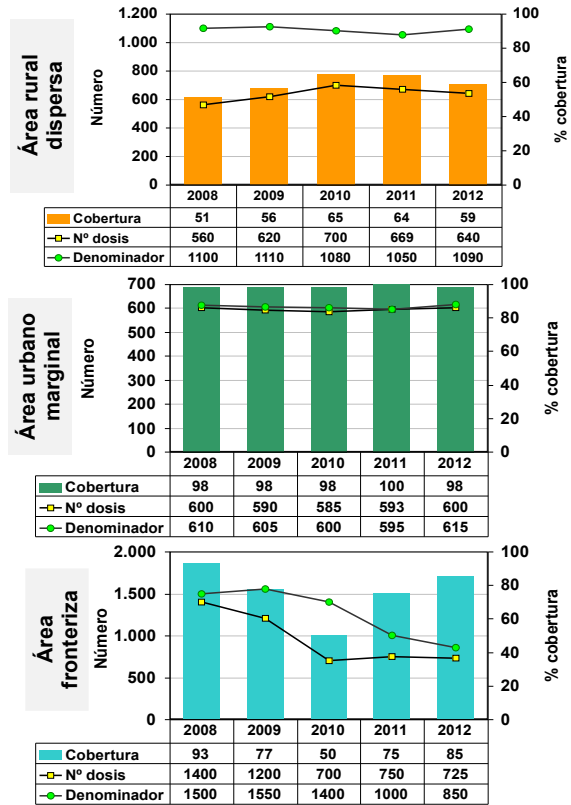 Área rural
dispersa
Número
1.200
1.000
800
600
400
200
0
100
80
60
40
20
0
% cobertura
2008 2009 2010 2011 2012
Cobertura 51 56 65 64 59
Nº dosis 560 620 700 669 640
Denominador 1100 1110 1080 1050 1090
Área urbano
marginal
Número
700
600
500
400
300
200
100
0
100
80
60
40
20
0
% cobertura
2008 2009 2010 2011 2012
Cobertura 98 98 98 100 98
Nº dosis 600 590 585 593 600
Denominador 610 605 600 595 615
Área
fronteriza
Número
2.000
1.500
1.000
500
0
100
80
60
40
20
0
% cobertura
2008 2009 2010 2011 2012
Cobertura 93 77 50 75 85
Nº dosis 1400 1200 700 750 725
Denominador 1500 1550 1400 1000 850